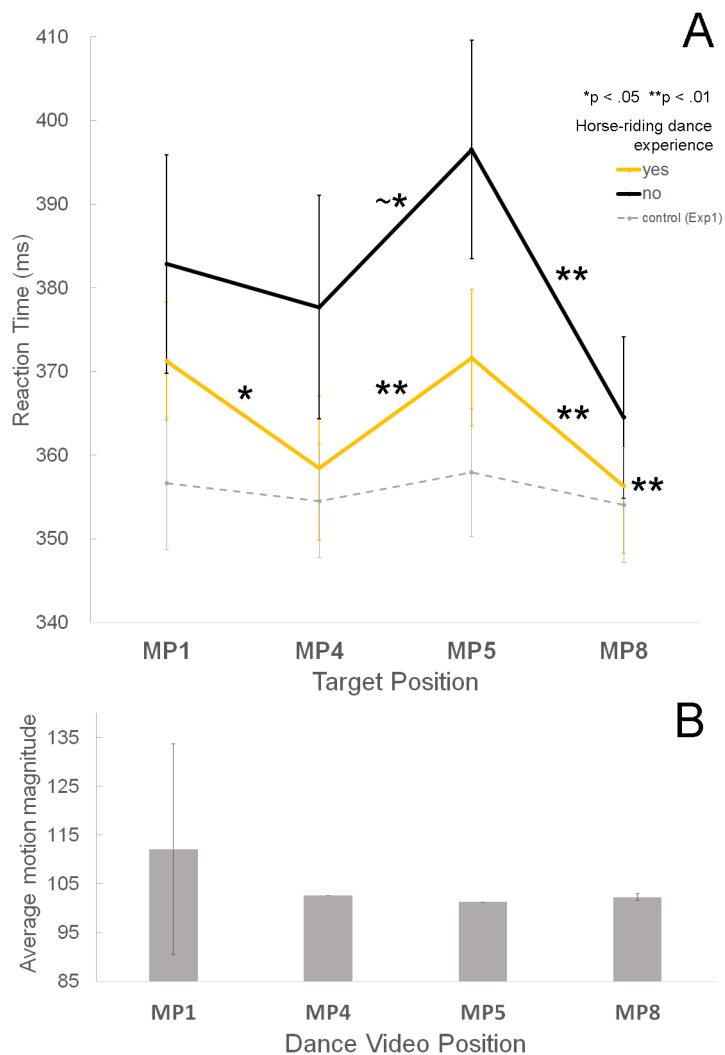 A
*p < .05 **p < .01
Horse-riding dance
experience
yes
no
control (Exp1)
Reaction Time (ms)
410
400
390
380
370
360
350
340
~*
**
*
**
**
**
MP1 MP4 MP5 MP8
Target Position
B
Average motion magnitude
135
125
115
105
95
85
MP1 MP4 MP5 MP8
Dance Video Position